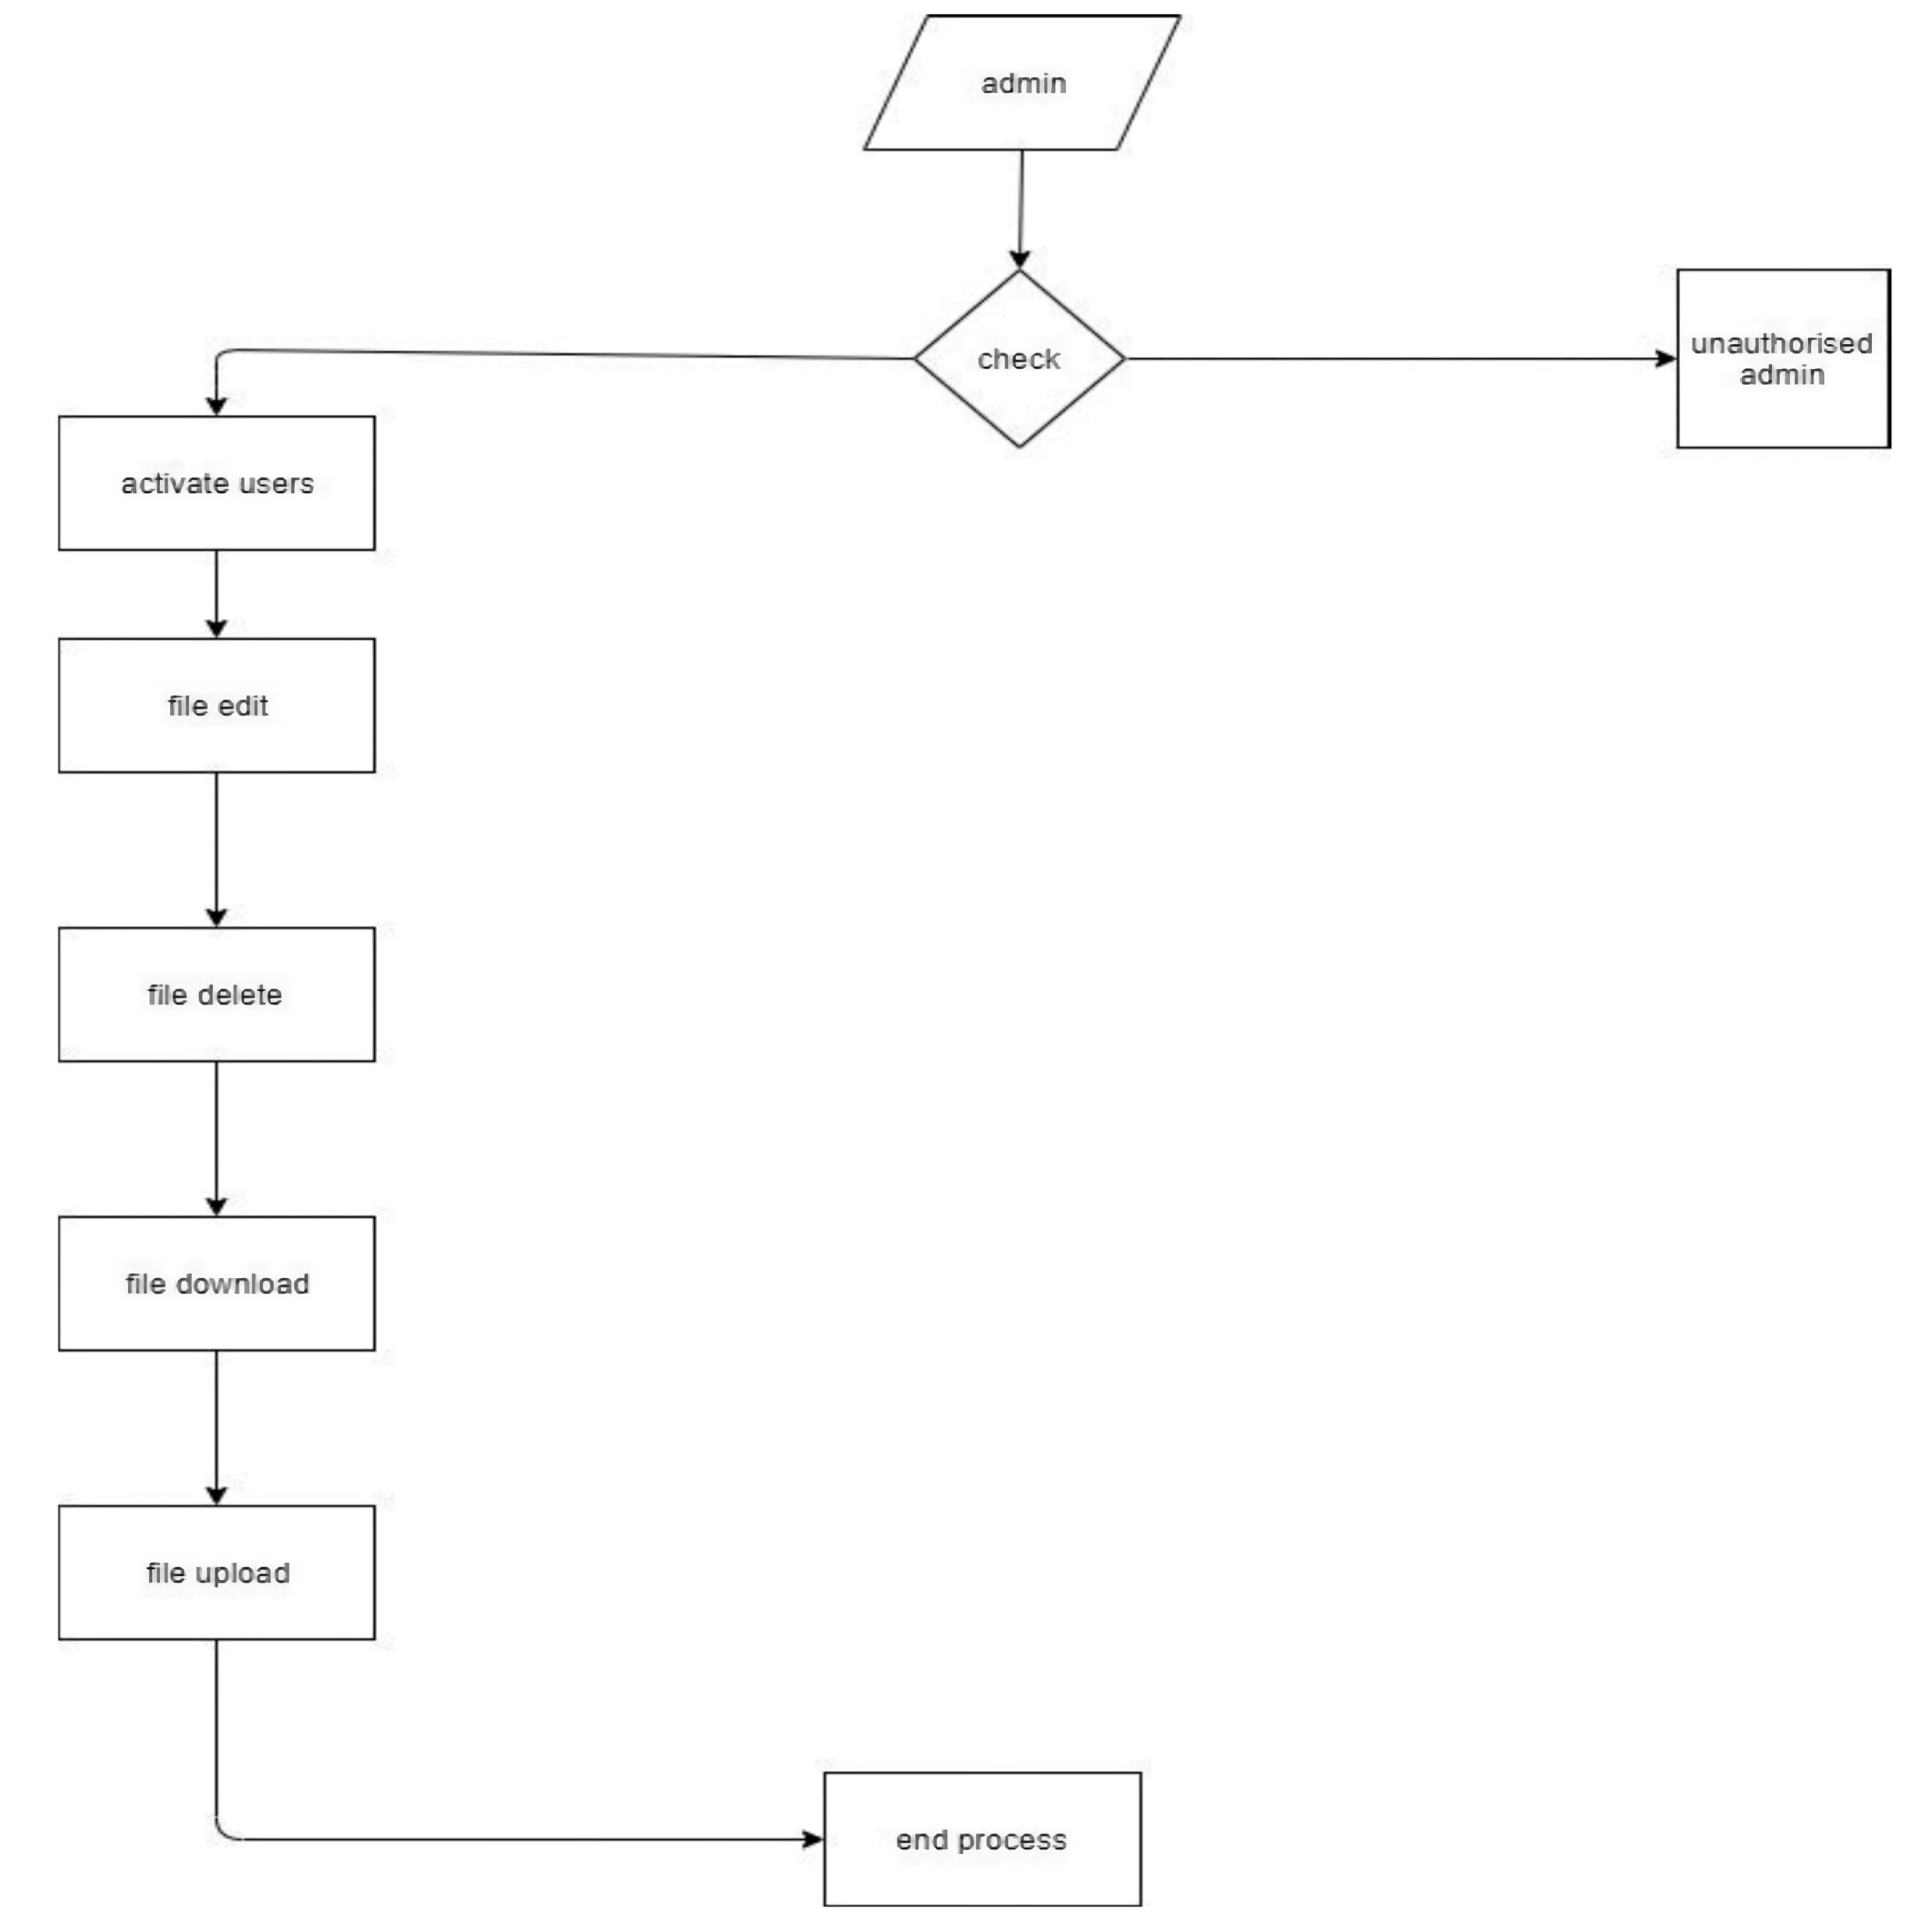 admin
check
unauthorised
admin
activate users
file edit
file delete
file download
file upload
end process